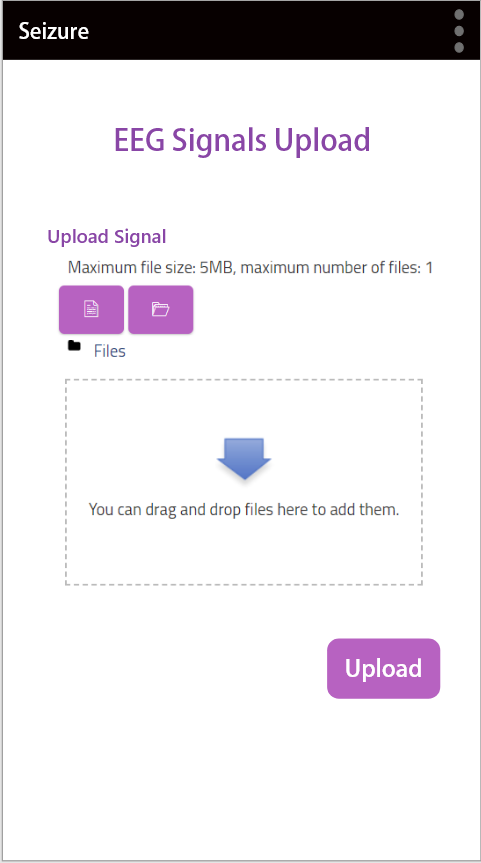 Seizure
EEG Signals Upload
Upload Signal
Maximum file size: 5MB, maximum number of files: 1
Files
You can drag and drop files here to add them.
Upload